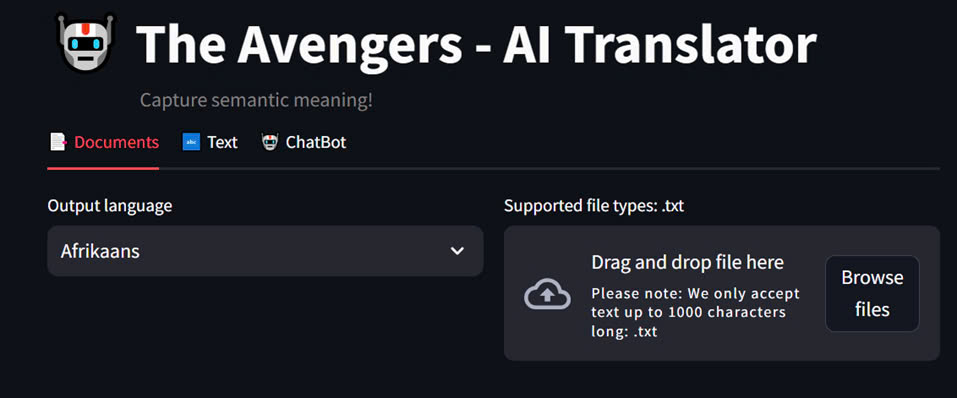 The Avengers - AI Translator
Capture semantic meaning!
Documents Text ChatBot
Output language
Afrikaans
Supported file types: .txt
Drag and drop file here
Please note: We only accept
text up to 1000 characters
long: .txt
Browse
files